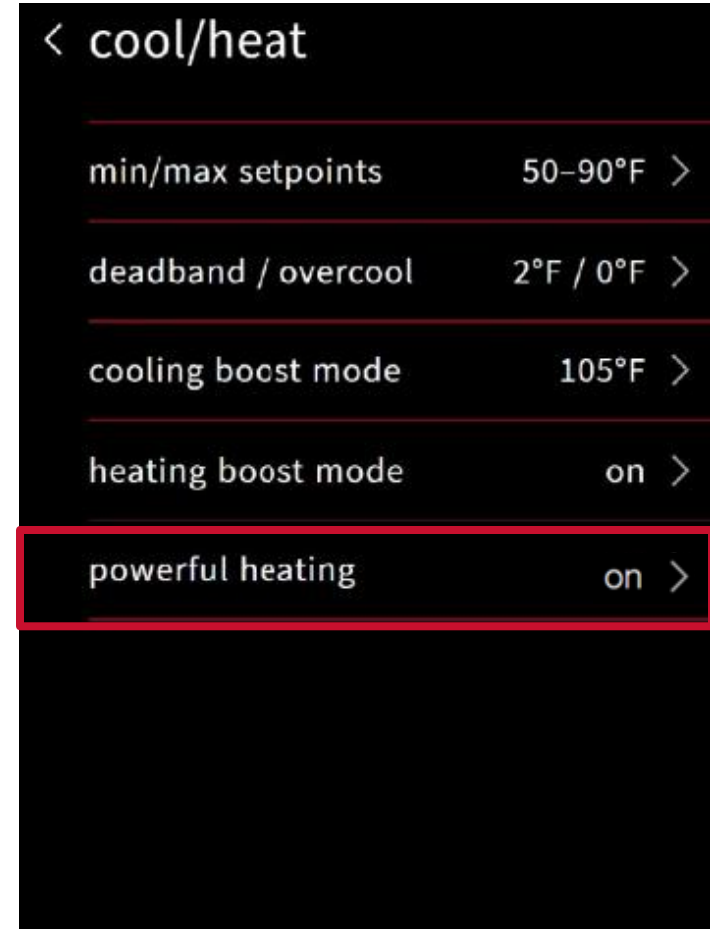 < cool/heat
min/max setpoints 50–90°F >
deadband / overcool 2°F / 0°F >
cooling boost mode 105°F >
heating boost mode on >
powerful heating on >